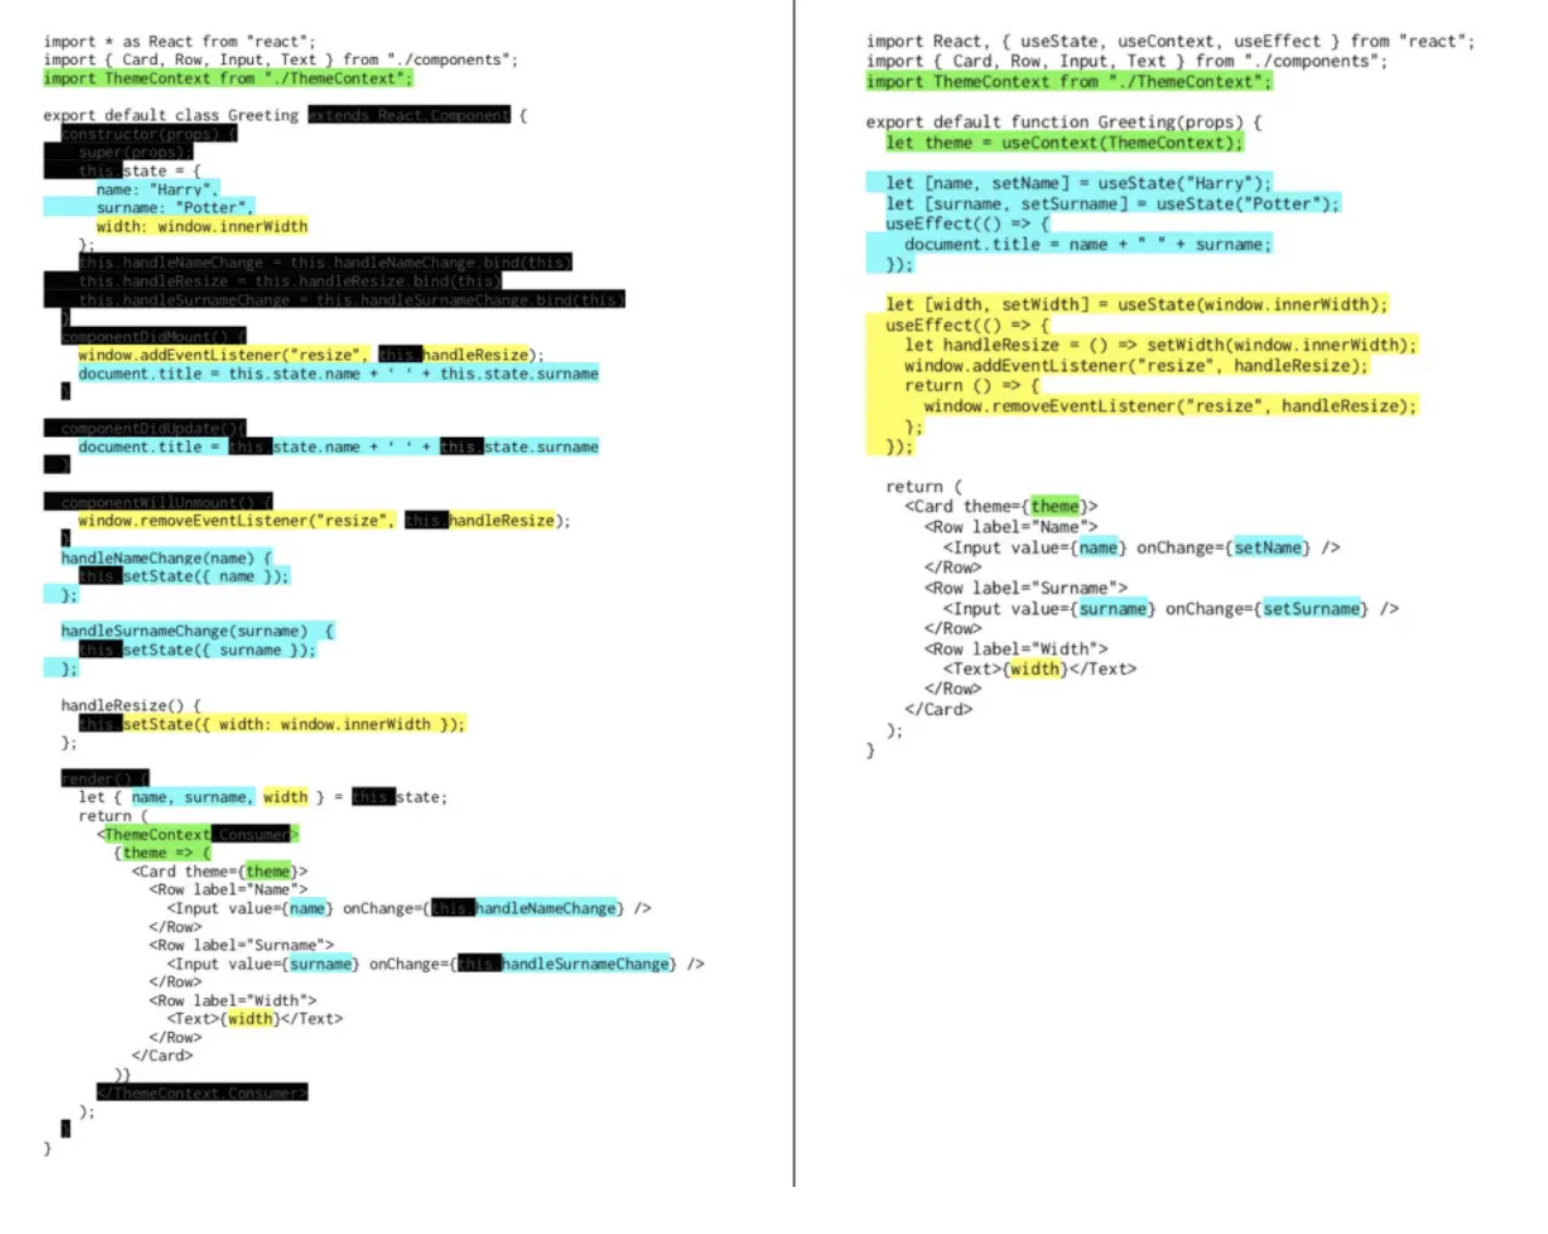 import * as React from "react";
import { Card, Row, Input, Text } from "./components";
import ThemeContext from "./ThemeContext";
export default class Greeting extends React.Component {
constructor(props) {
super(props);
this.state = {
name: "Harry",
surname: "Potter",
width: window.innerWidth
};
this.handleNameChange = this.handleNameChange.bind(this)
this.handleResize = this.handleResize.bind(this)
this.handleSurnameChange = this.handleSurnameChange.bind(this)
}
componentDidMount() {
window.addEventListener("resize", this.handleResize);
document.title = this.state.name + ' ' + this.state.surname
}
componentDidUpdate(){
document.title = this.state.name + ' ' + this.state.surname
}
componentWillUnmount() {
window.removeEventListener("resize", this.handleResize);
}
handleNameChange(name) {
this.setState({ name });
};
handleSurnameChange(surname) {
this.setState({ surname });
};
handleResize() {
this.setState({ width: window.innerWidth });
};
render() {
let { name, surname, width } = this.state;
return (
<ThemeContext.Consumer>
{theme => (
<Card theme={theme}>
<Row label="Name">
<Input value={name} onChange={this.handleNameChange} />
</Row>
<Row label="Surname">
<Input value={surname} onChange={this.handleSurnameChange} />
</Row>
<Row label="Width">
<Text>{width}</Text>
</Row>
</Card>
)}
</ThemeContext.Consumer>
);
}
}
import React, { useState, useContext, useEffect } from "react";
import { Card, Row, Input, Text } from "./components";
import ThemeContext from "./ThemeContext";
export default function Greeting(props) {
let theme = useContext(ThemeContext);
let [name, setName] = useState("Harry");
let [surname, setSurname] = useState("Potter");
useEffect(() => {
document.title = name + " " + surname;
});
let [width, setWidth] = useState(window.innerWidth);
useEffect(() => {
let handleResize = () => setWidth(window.innerWidth);
window.addEventListener("resize", handleResize);
return () => {
window.removeEventListener("resize", handleResize);
};
});
return (
<Card theme={theme}>
<Row label="Name">
<Input value={name} onChange={setName} />
</Row>
<Row label="Surname">
<Input value={surname} onChange={setSurname} />
</Row>
<Row label="Width">
<Text>{width}</Text>
</Row>
</Card>
);
}